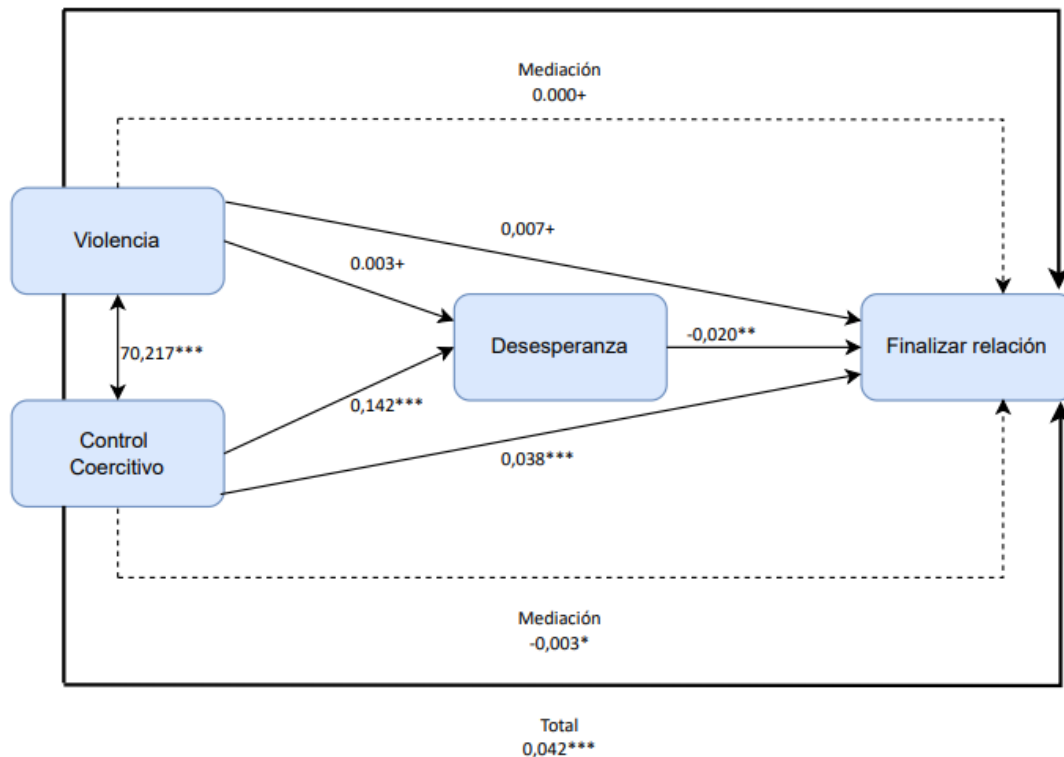 Mediación
0.000+
Violencia
0,007+
0.003+
Desesperanza
-0,020**
Finalizar relación
70,217***
0,142***
Control
Coercitivo
0,038***
Mediación
-0,003*
Total
0,042***